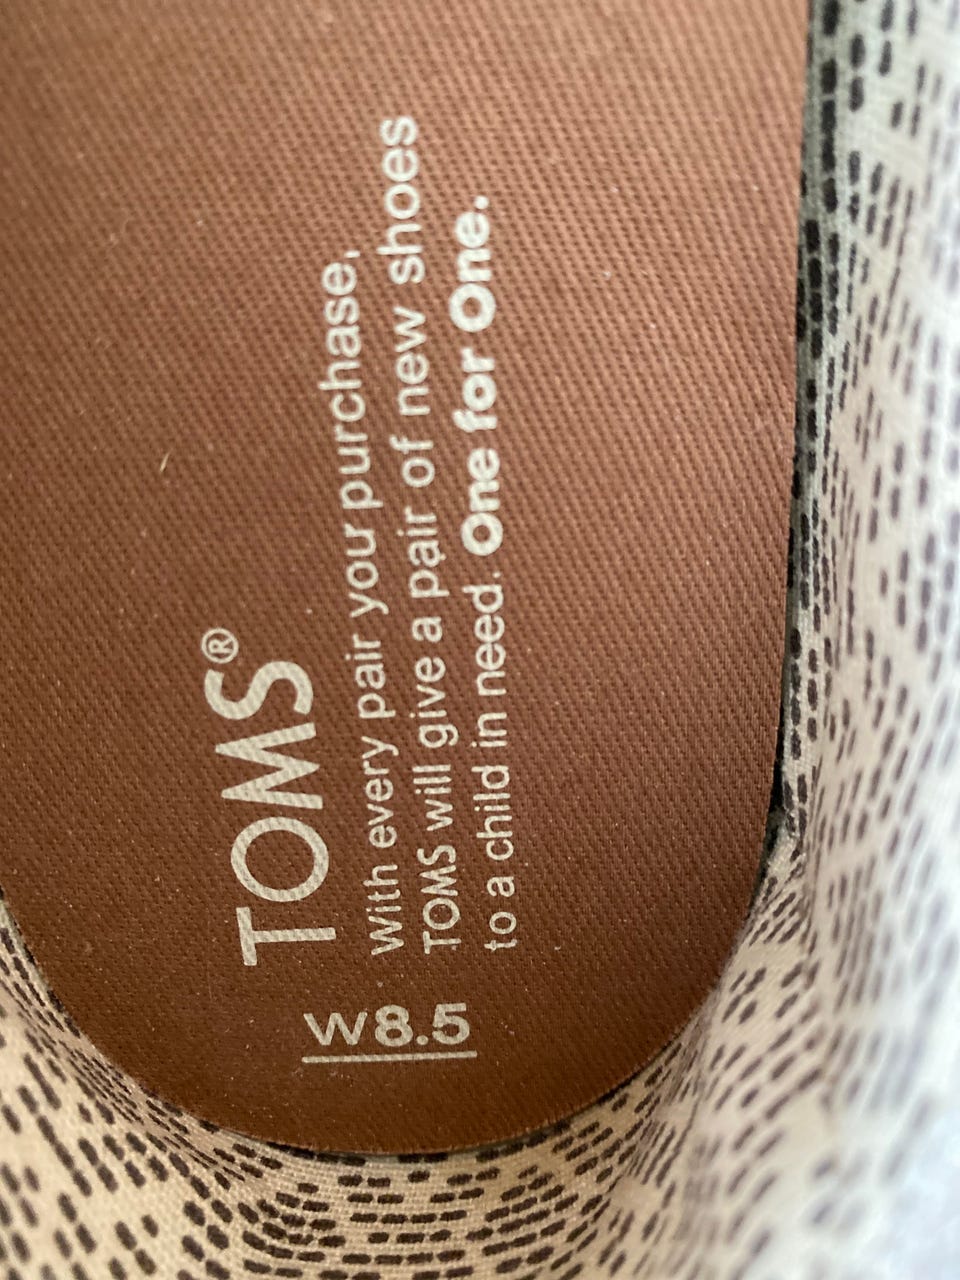 TOMS®
With every pair you purchase,
TOMS will give a pair of new shoes
to a child in need. One for One.
W8.5